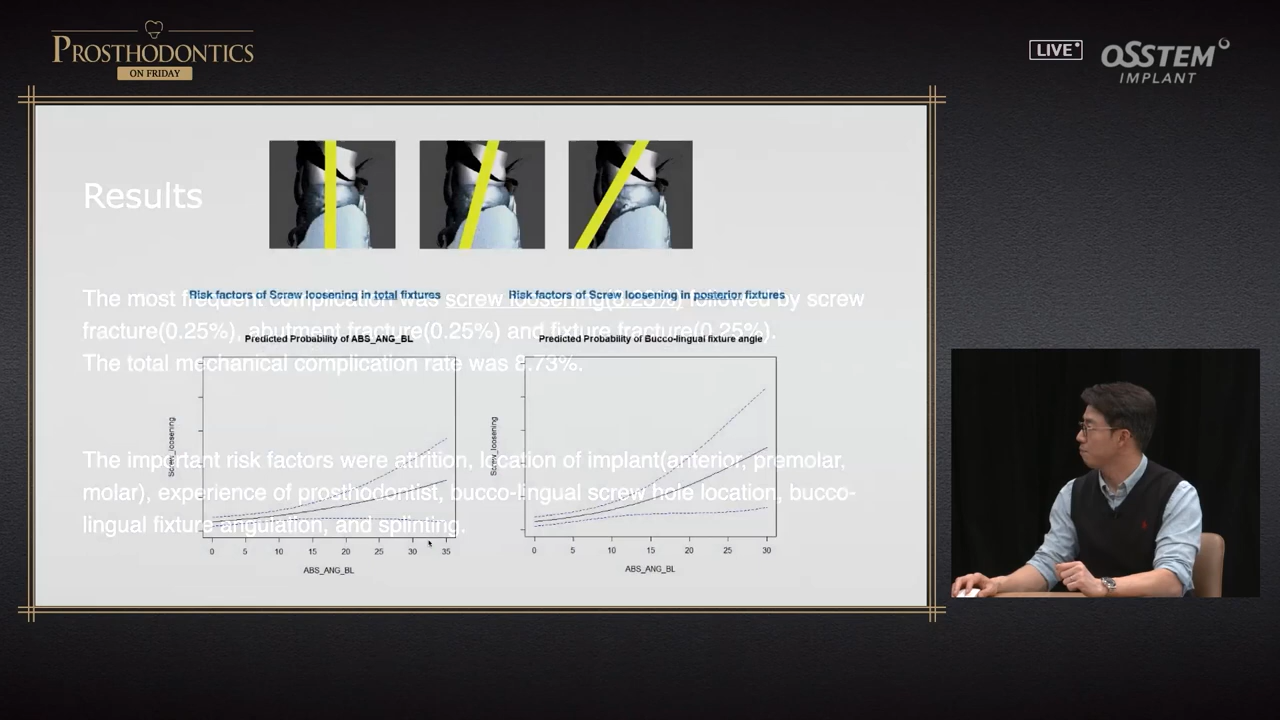 PROSTHODONTICS
ON FRIDAY
LIVE
OSSTEM
IMPLANT
Results
The most frequent complication was screw loosening(8.23%) followed by screw
fracture(0.25%), abutment fracture(0.25%) and fixture fracture(0.25%).
The total mechanical complication rate was 8.73%.
The important risk factors were attrition, location of implant(anterior, premolar,
molar), experience of prosthodontist, bucco-lingual screw hole location, bucco-
lingual fixture angulation, and splinting.
Risk factors of Screw loosening in total fixtures
Predicted Probability of ABS_ANG_BL
Screw_loosening
0 5 10 15 20 25 30 35
ABS_ANG_BL
Risk factors of Screw loosening in posterior fixtures
Predicted Probability of Bucco-lingual fixture angle
Screw_loosening
0 5 10 15 20 25 30
ABS_ANG_BL